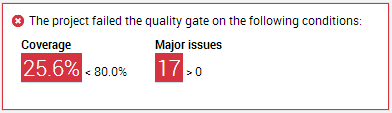 The project failed the quality gate on the following conditions:
Coverage Major issues
25.6% < 80.0% 17 > 0